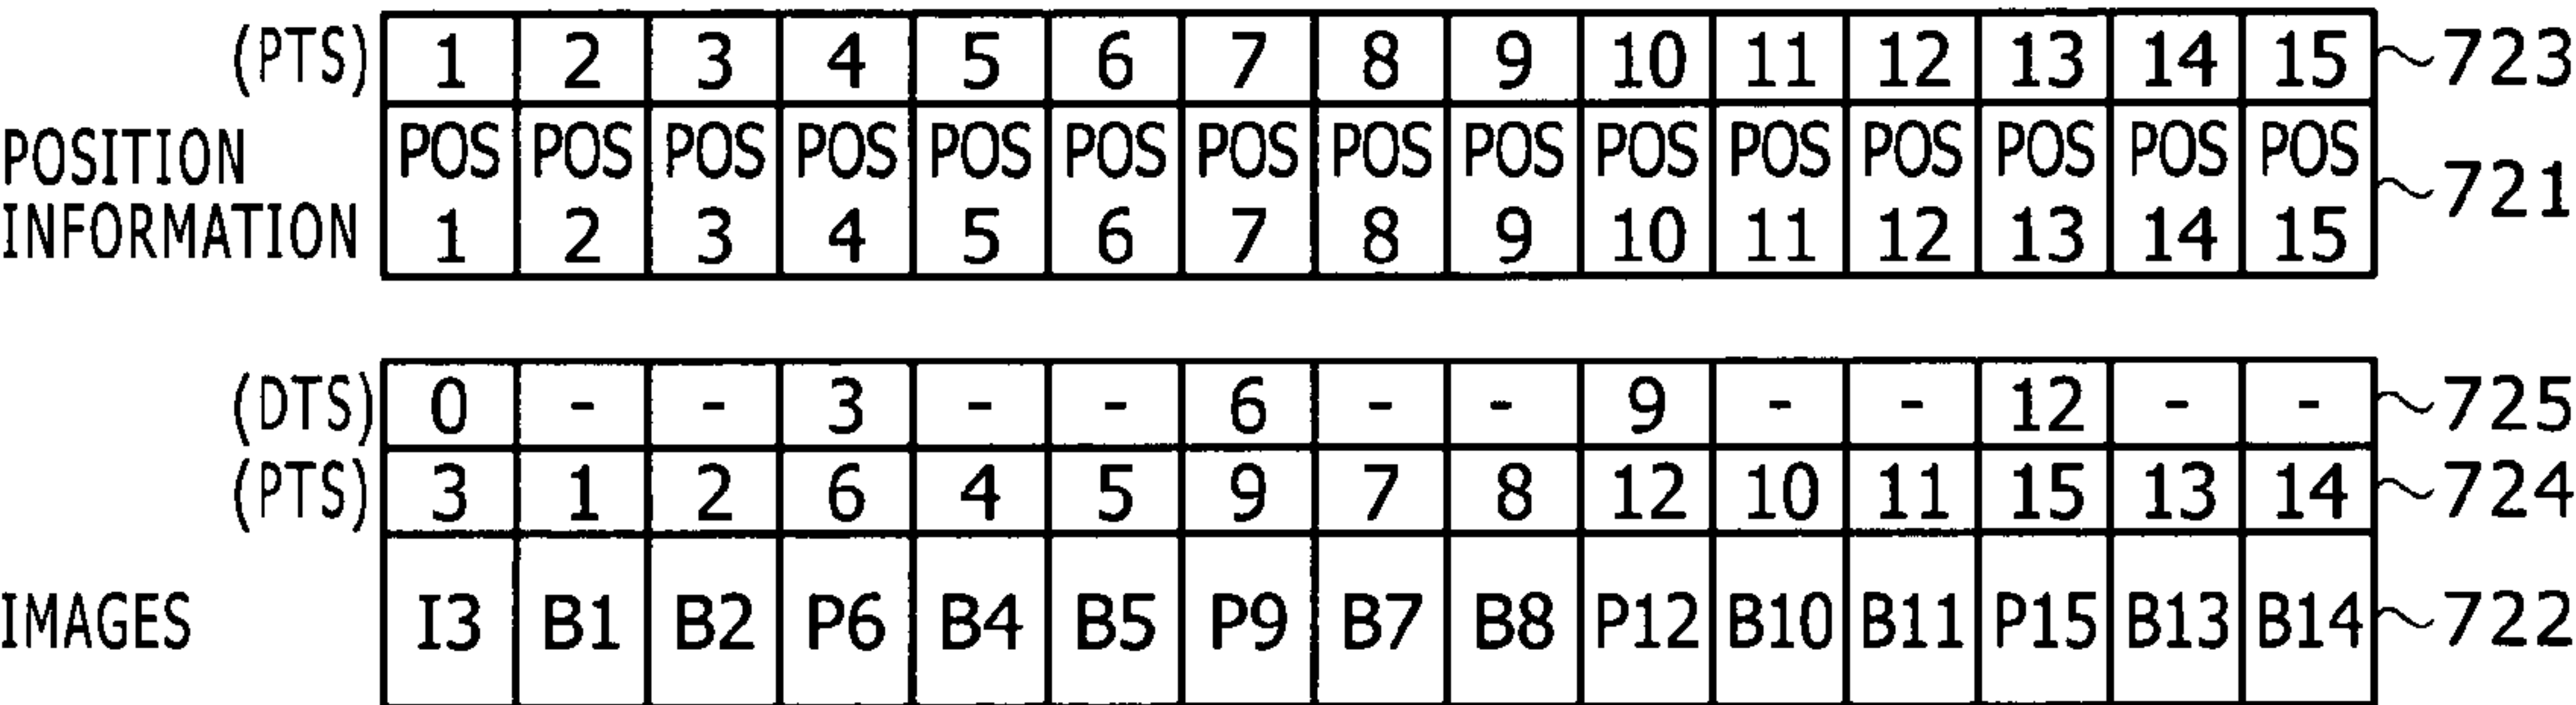 (PTS) 1 2 3 4 5 6 7 8 9 10 11 12 13 14 15 ~723
POSITION POS POS POS POS POS POS POS POS POS POS POS POS POS POS POS ~721
INFORMATION 1 2 3 4 5 6 7 8 9 10 11 12 13 14 15
(DTS) 0 - - 3 - - 6 - - 9 - - 12 - - ~725
(PTS) 3 1 2 6 4 5 9 7 8 12 10 11 15 13 14 ~724
IMAGES I3 B1 B2 P6 B4 B5 P9 B7 B8 P12 B10 B11 P15 B13 B14 ~722